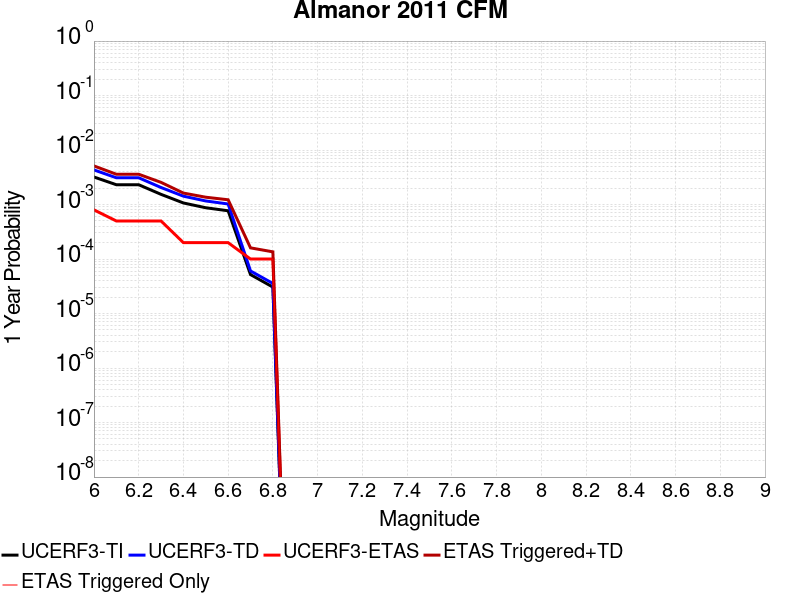 Almanor 2011 CFM
10^0
10^-1
10^-2
10^-3
10^-4
10^-5
10^-6
10^-7
10^-8
1 Year Probability
6 6.2 6.4 6.6 6.8 7 7.2 7.4 7.6 7.8 8 8.2 8.4 8.6 8.8 9
Magnitude
UCERF3-TI UCERF3-TD UCERF3-ETAS ETAS Triggered+TD
ETAS Triggered Only